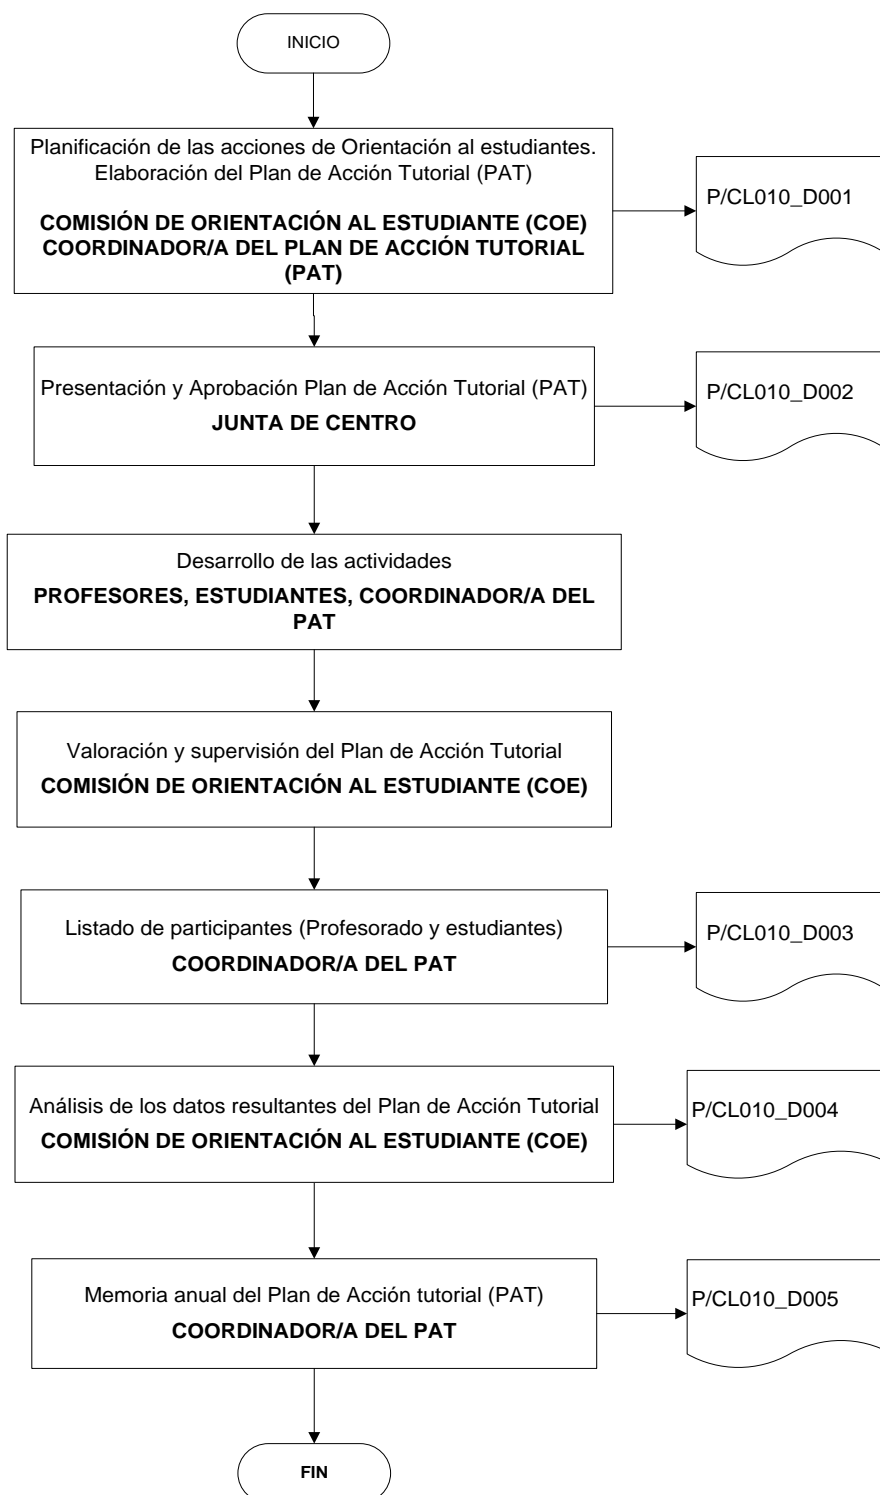 INICIO
Planificación de las acciones de Orientación al estudiantes.
Elaboración del Plan de Acción Tutorial (PAT)
COMISIÓN DE ORIENTACIÓN AL ESTUDIANTE (COE)
COORDINADOR/A DEL PLAN DE ACCIÓN TUTORIAL
(PAT)
P/CL010_D001
Presentación y Aprobación Plan de Acción Tutorial (PAT)
JUNTA DE CENTRO
P/CL010_D002
Desarrollo de las actividades
PROFESORES, ESTUDIANTES, COORDINADOR/A DEL
PAT
Valoración y supervisión del Plan de Acción Tutorial
COMISIÓN DE ORIENTACIÓN AL ESTUDIANTE (COE)
Listado de participantes (Profesorado y estudiantes)
COORDINADOR/A DEL PAT
P/CL010_D003
Análisis de los datos resultantes del Plan de Acción Tutorial
COMISIÓN DE ORIENTACIÓN AL ESTUDIANTE (COE)
P/CL010_D004
Memoria anual del Plan de Acción tutorial (PAT)
COORDINADOR/A DEL PAT
P/CL010_D005
FIN